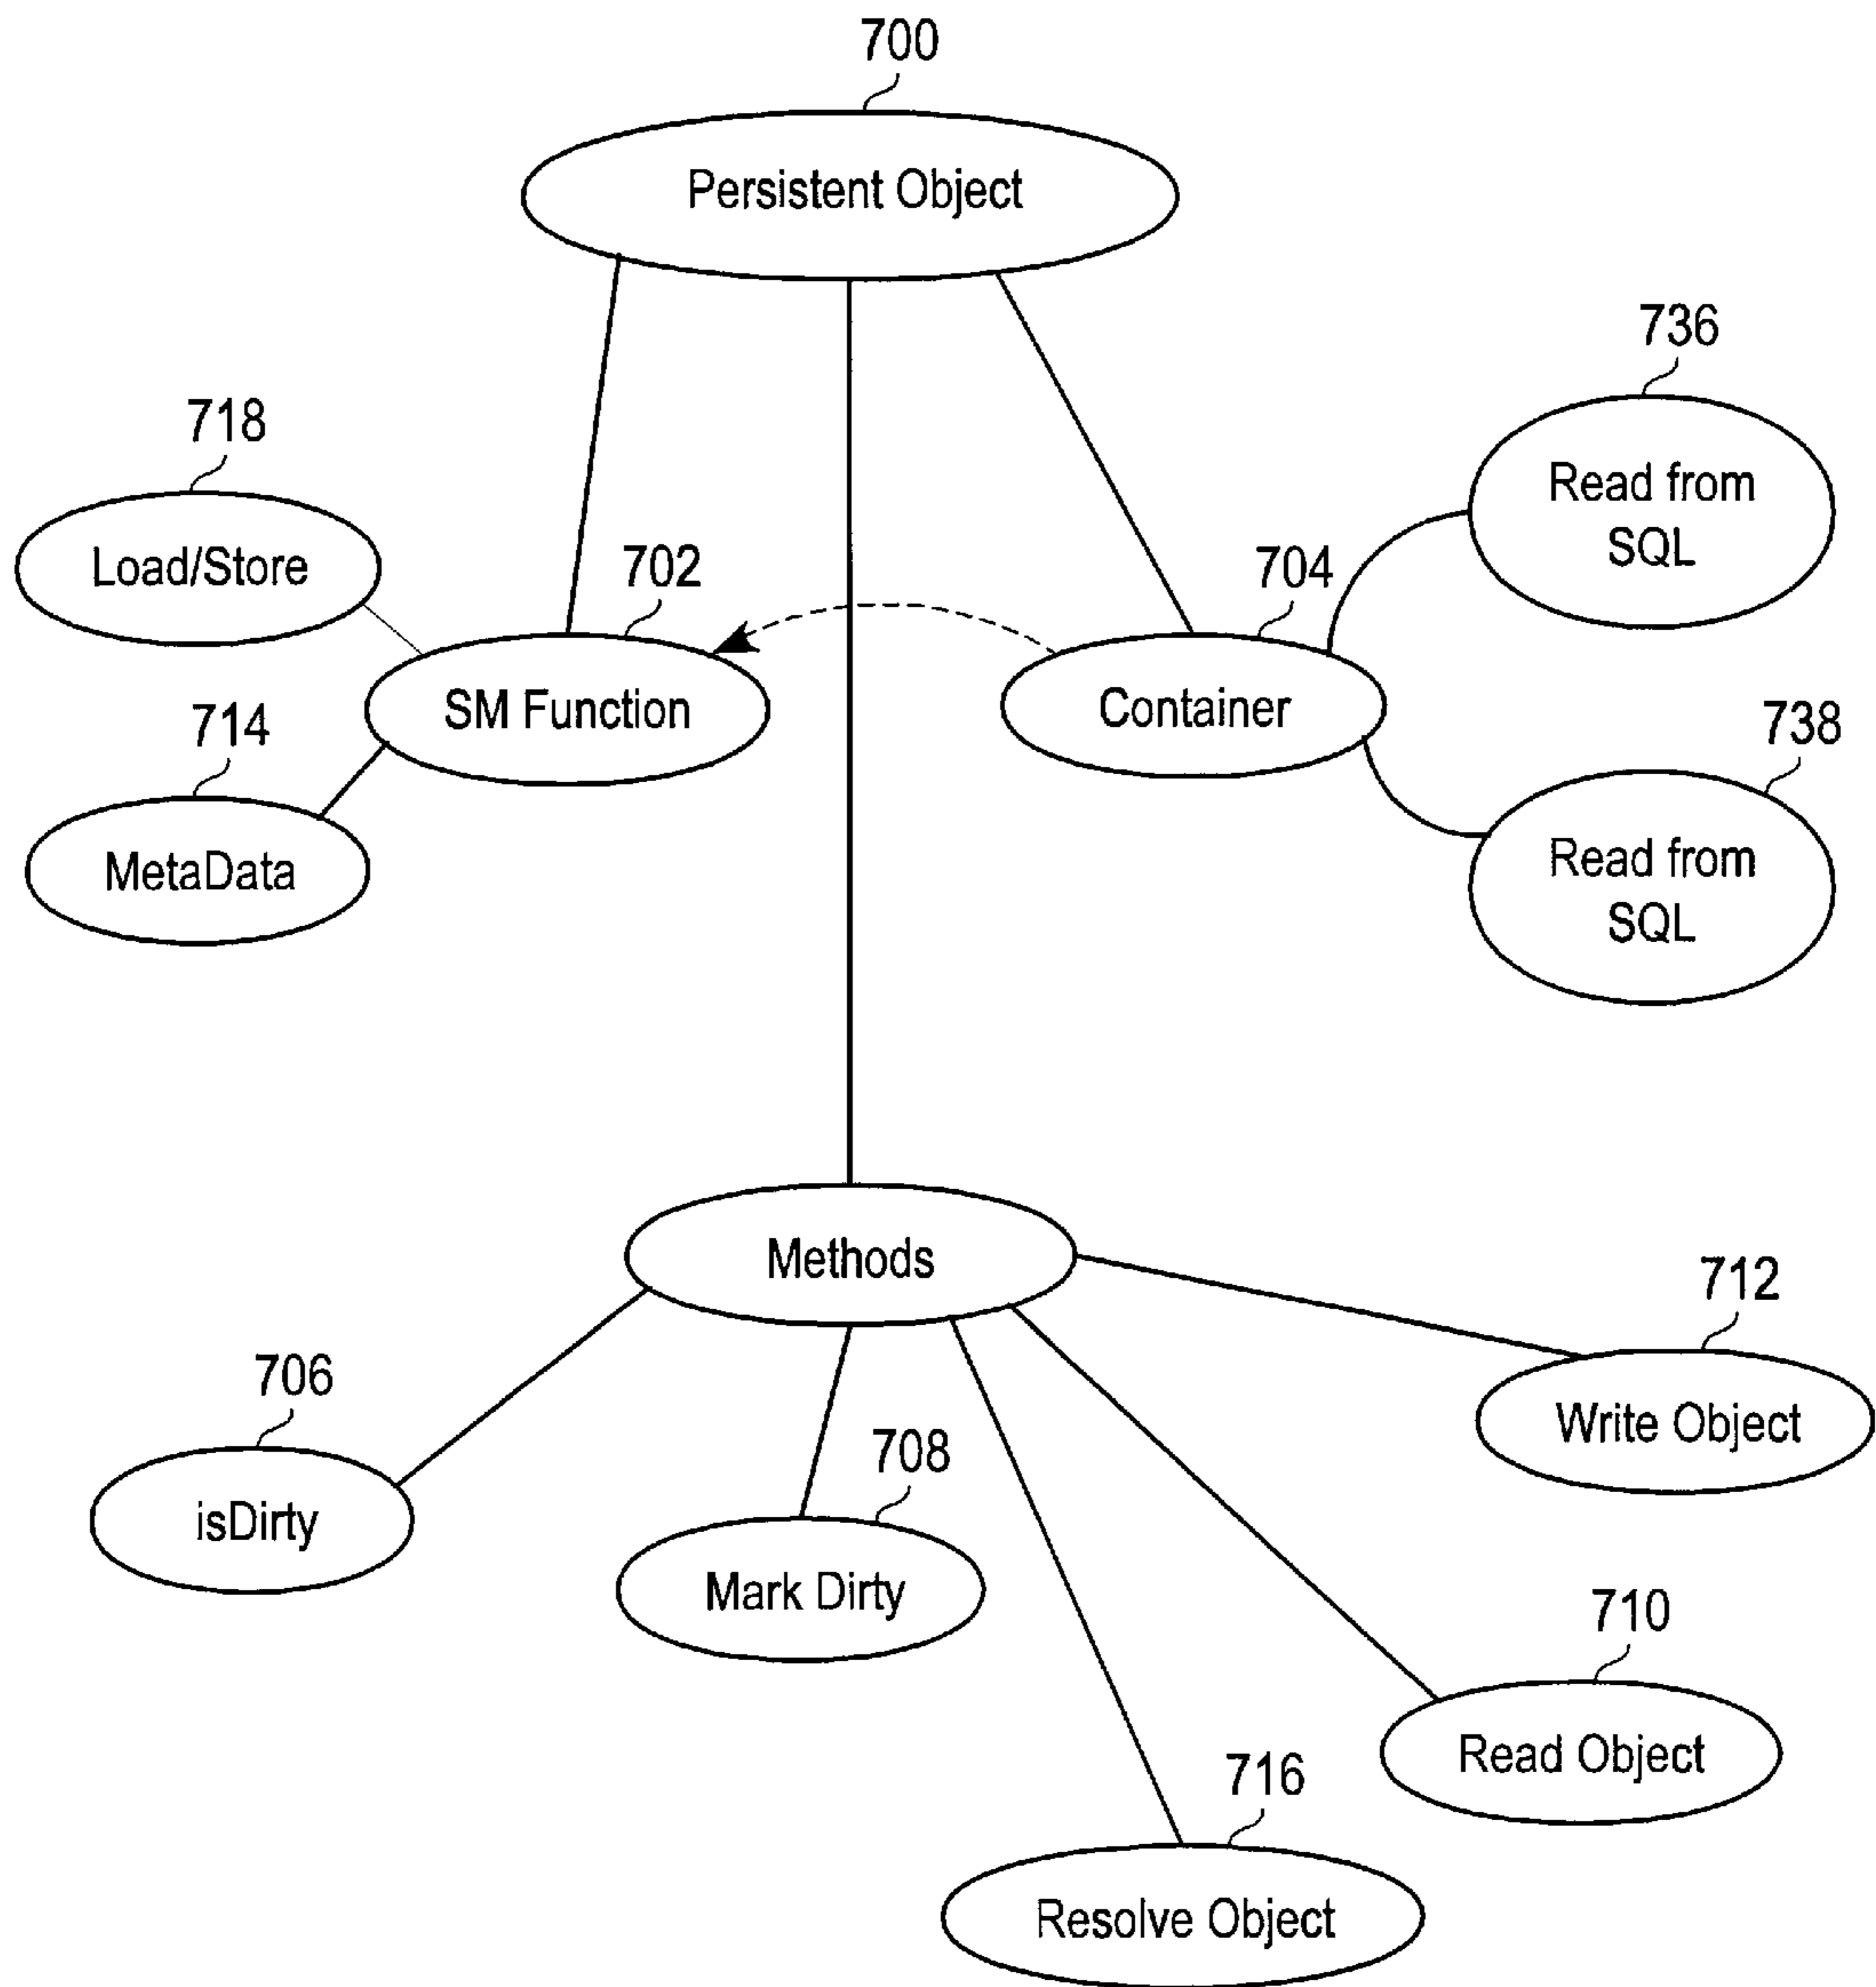 700
Persistent Object
736
Read from
SQL
718
Load/Store
702
SM Function
704
Container
714
MetaData
738
Read from
SQL
Methods
712
Write Object
706
isDirty
708
Mark Dirty
710
Read Object
716
Resolve Object